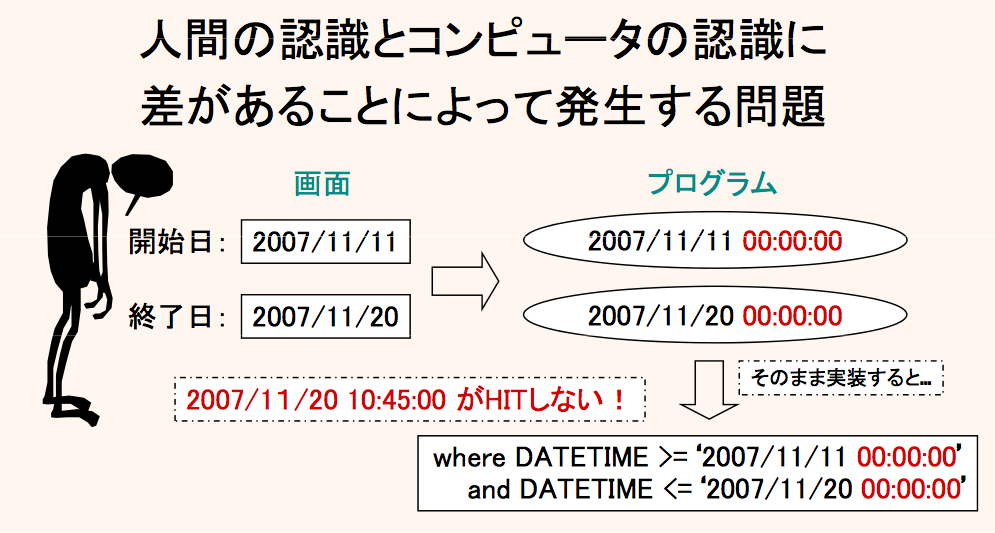 人間の認識とコンピュータの認識に
差があることによって発生する問題
画面
プログラム
開始日：
2007/11/11
2007/11/11 00:00:00
終了日：
2007/11/20
2007/11/20 00:00:00
そのまま実装すると...
2007/11/20 10:45:00 がHITしない！
where DATETIME >= ‘2007/11/11 00:00:00’
and DATETIME <= ‘2007/11/20 00:00:00’